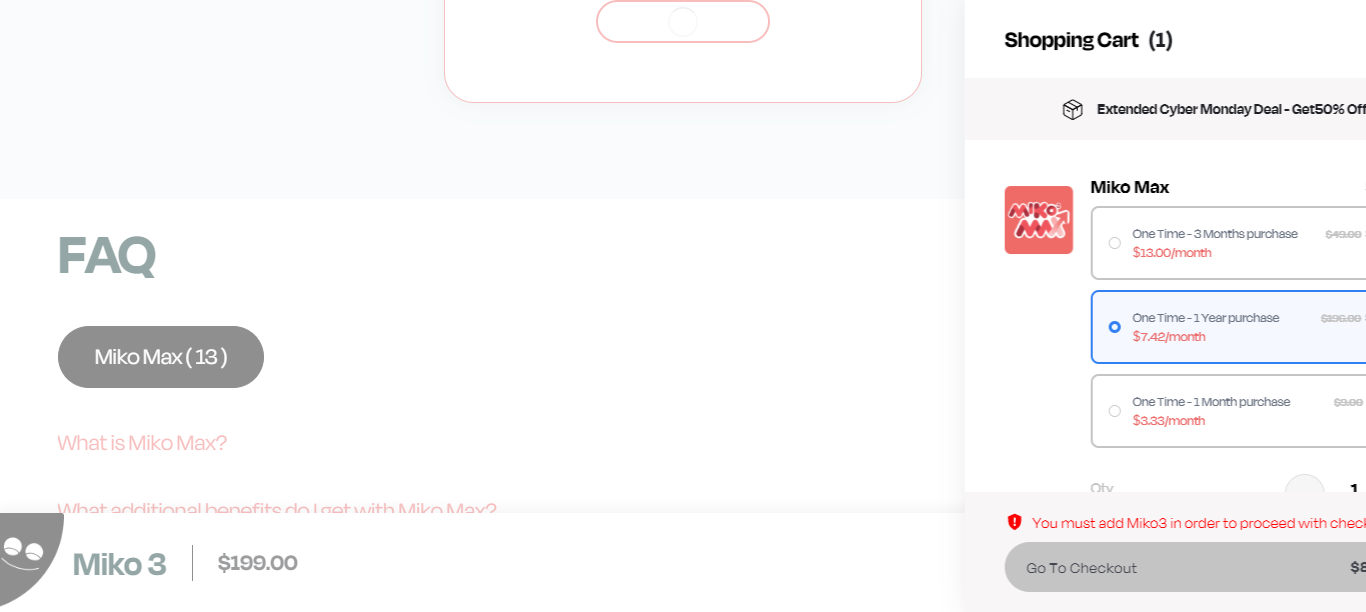 Shopping Cart (1)
Extended Cyber Monday Deal - Get50% Off
MIKO MAX
Miko Max
One Time - 3 Months purchase $49.00
$13.00/month
One Time - 1 Year purchase $196.00
$7.42/month
One Time - 1 Month purchase $9.00
$3.33/month
Qty 1
You must add Miko3 in order to proceed with check
Go To Checkout $8
FAQ
Miko Max ( 13 )
What is Miko Max?
What additional benefits do I get with Miko Max?
Miko 3 $199.00